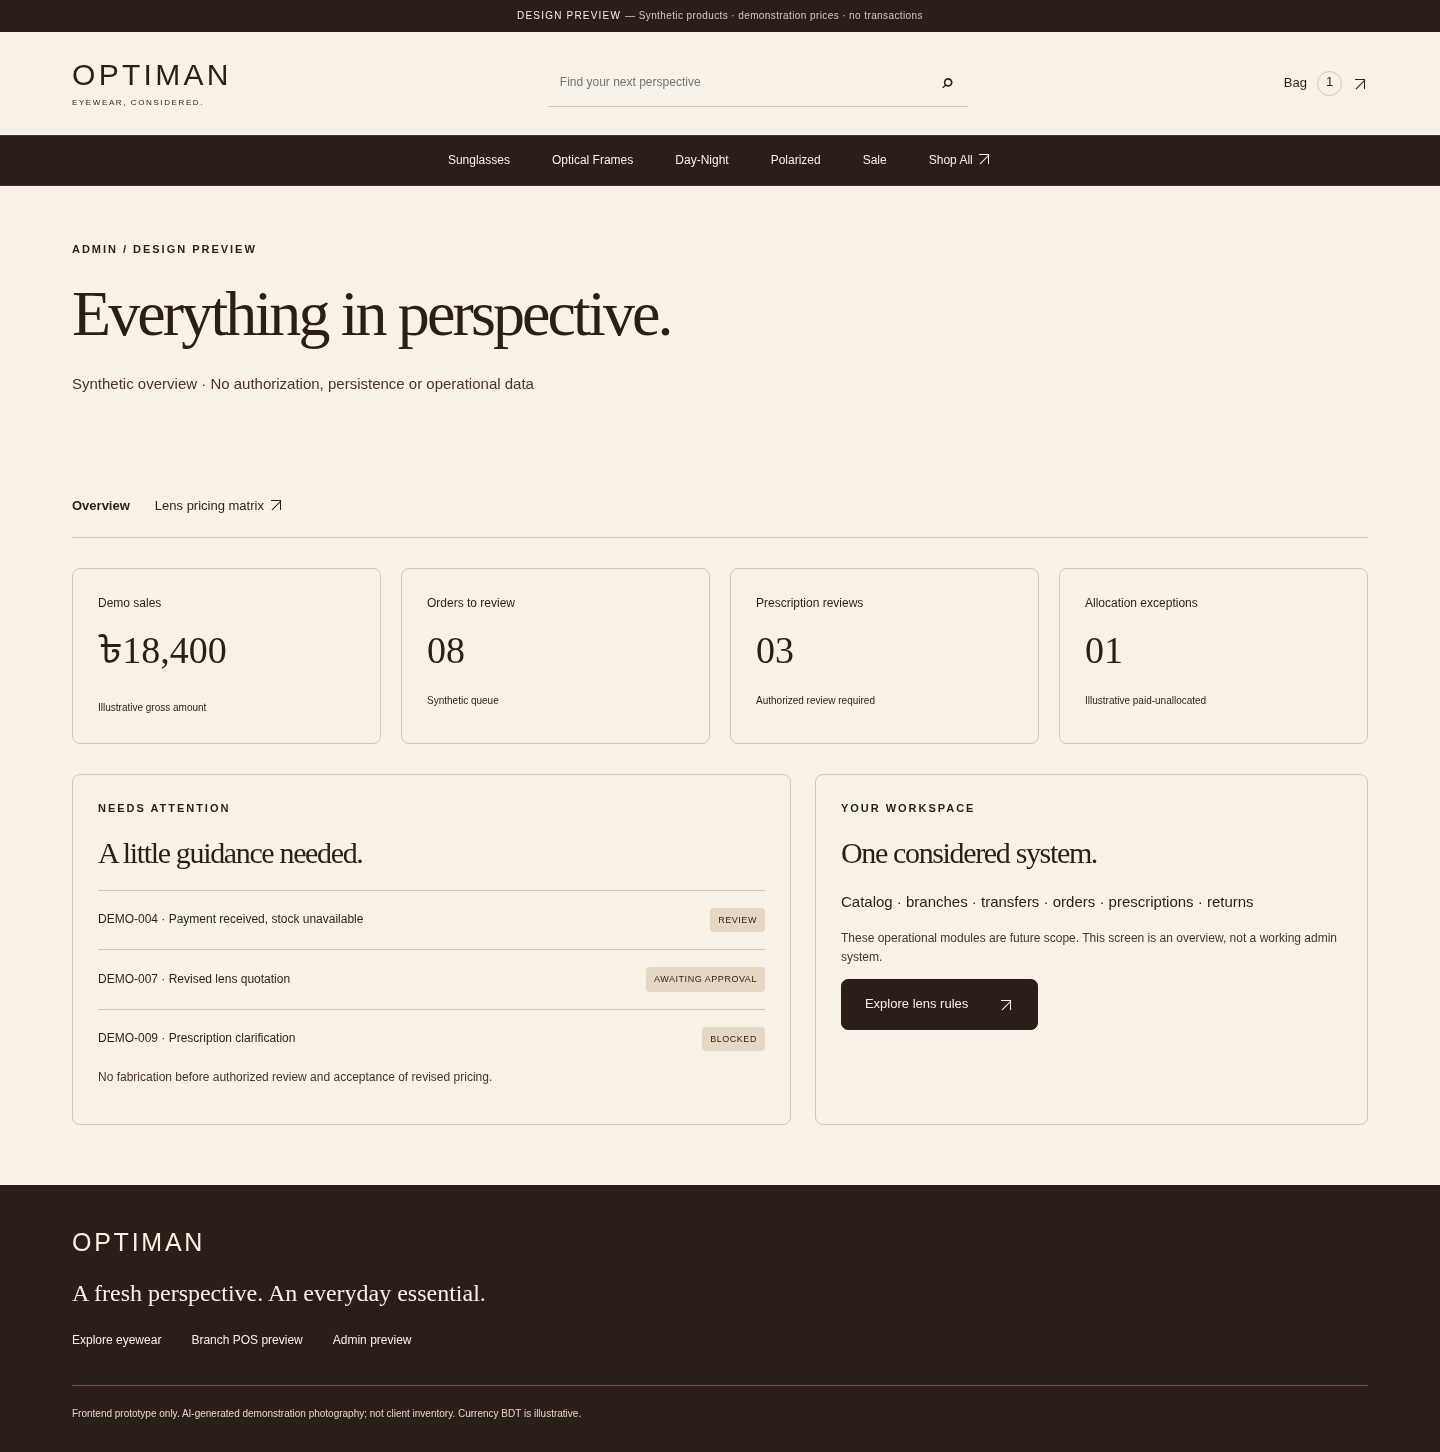 DESIGN PREVIEW — Synthetic products · demonstration prices · no transactions
OPTIMAN
EYEWEAR, CONSIDERED.
Find your next perspective
Bag 1
Sunglasses Optical Frames Day-Night Polarized Sale Shop All
ADMIN / DESIGN PREVIEW
Everything in perspective.
Synthetic overview · No authorization, persistence or operational data
Overview Lens pricing matrix
Demo sales
৳18,400
Illustrative gross amount
Orders to review
08
Synthetic queue
Prescription reviews
03
Authorized review required
Allocation exceptions
01
Illustrative paid-unallocated
NEEDS ATTENTION
A little guidance needed.
DEMO-004 · Payment received, stock unavailable REVIEW
DEMO-007 · Revised lens quotation AWAITING APPROVAL
DEMO-009 · Prescription clarification BLOCKED
No fabrication before authorized review and acceptance of revised pricing.
YOUR WORKSPACE
One considered system.
Catalog · branches · transfers · orders · prescriptions · returns
These operational modules are future scope. This screen is an overview, not a working admin
system.
Explore lens rules
OPTIMAN
A fresh perspective. An everyday essential.
Explore eyewear Branch POS preview Admin preview
Frontend prototype only. AI-generated demonstration photography; not client inventory. Currency BDT is illustrative.